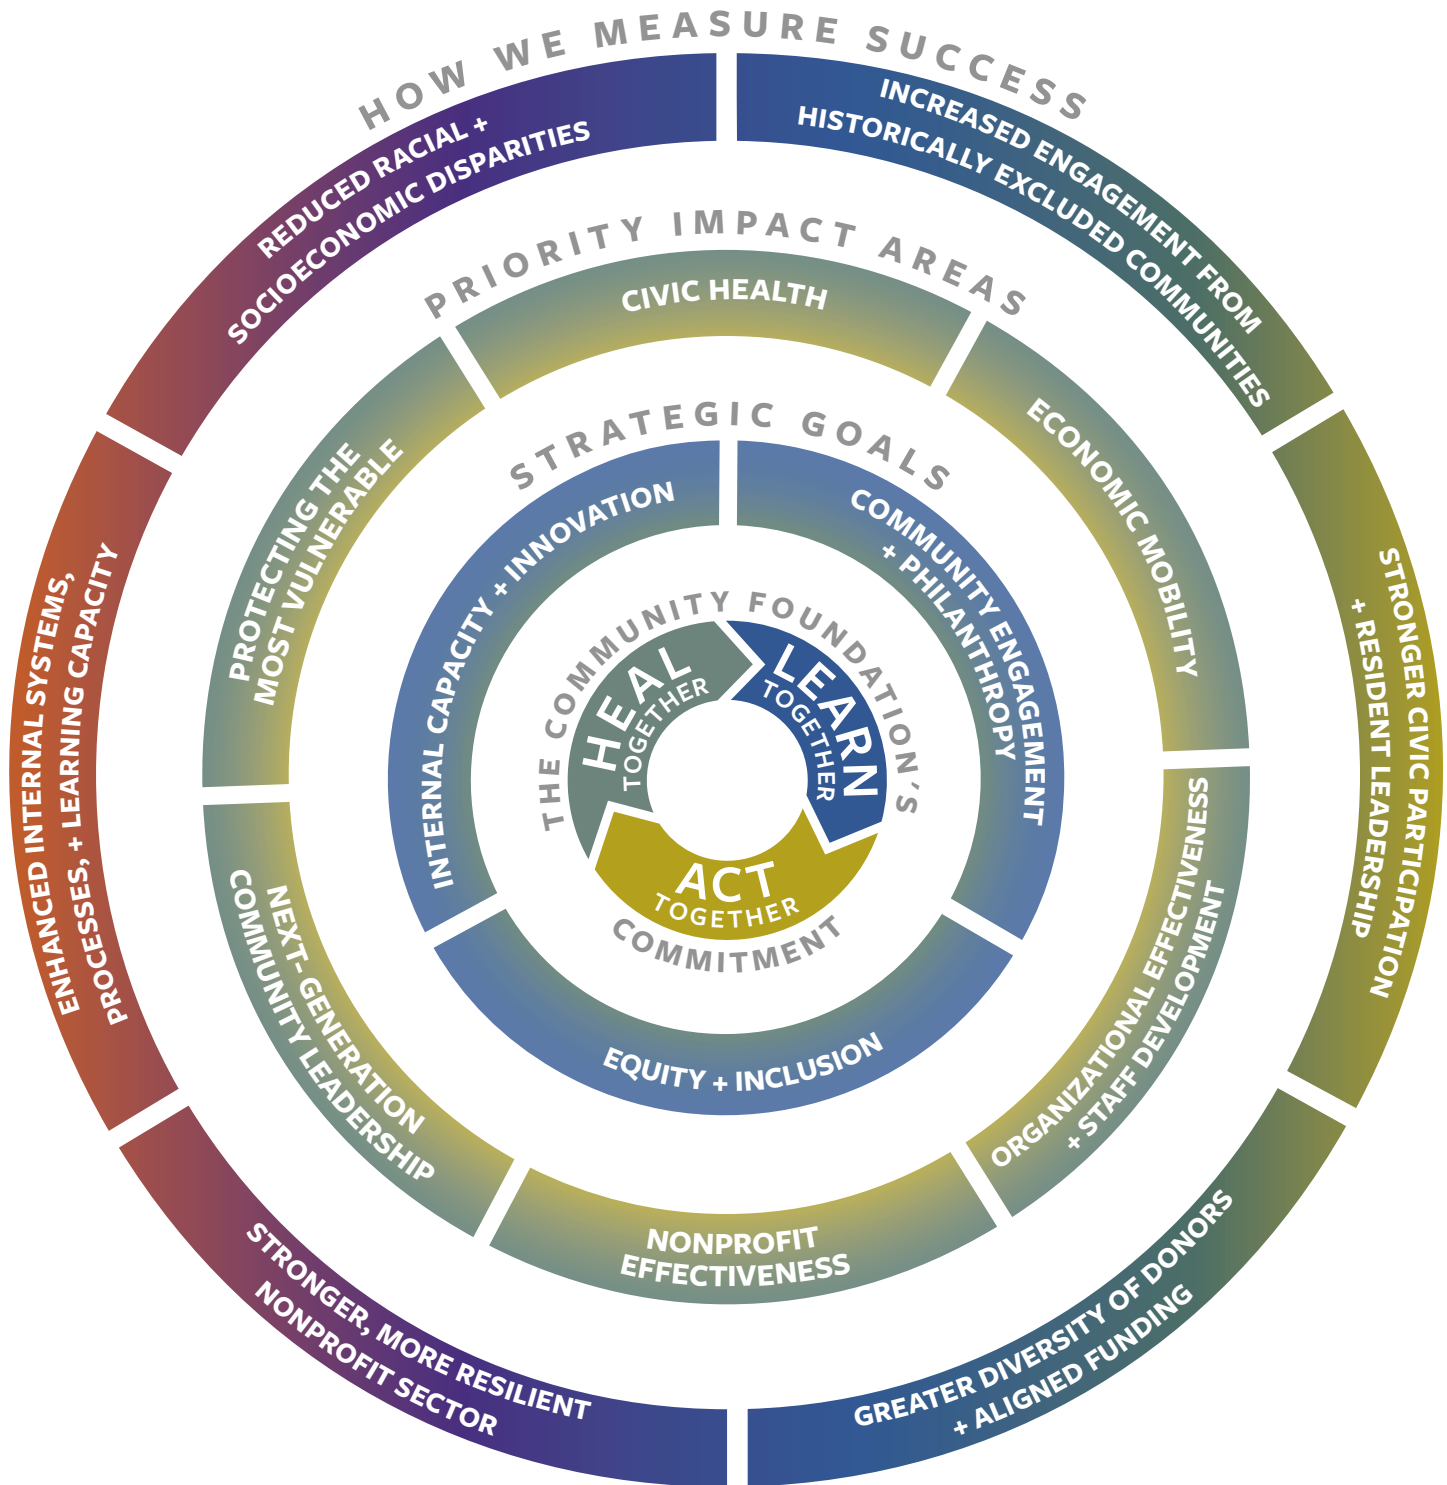 HOW WE MEASURE SUCCESS
REDUCED RACIAL +
SOCIOECONOMIC DISPARITIES
INCREASED ENGAGEMENT FROM
HISTORICALLY EXCLUDED COMMUNITIES
STRONGER CIVIC PARTICIPATION
+ RESIDENT LEADERSHIP
GREATER DIVERSITY OF DONORS
+ ALIGNED FUNDING
STRONGER, MORE RESILIENT
NONPROFIT SECTOR
ENHANCED INTERNAL SYSTEMS,
PROCESSES, + LEARNING CAPACITY
PRIORITY IMPACT AREAS
CIVIC HEALTH
ECONOMIC MOBILITY
ORGANIZATIONAL EFFECTIVENESS
+ STAFF DEVELOPMENT
NONPROFIT
EFFECTIVENESS
NEXT- GENERATION
COMMUNITY LEADERSHIP
PROTECTING THE
MOST VULNERABLE
STRATEGIC GOALS
INTERNAL CAPACITY + INNOVATION
COMMUNITY ENGAGEMENT
+ PHILANTHROPY
EQUITY + INCLUSION
THE COMMUNITY FOUNDATION'S
HEAL
TOGETHER
LEARN
TOGETHER
ACT
TOGETHER
COMMITMENT